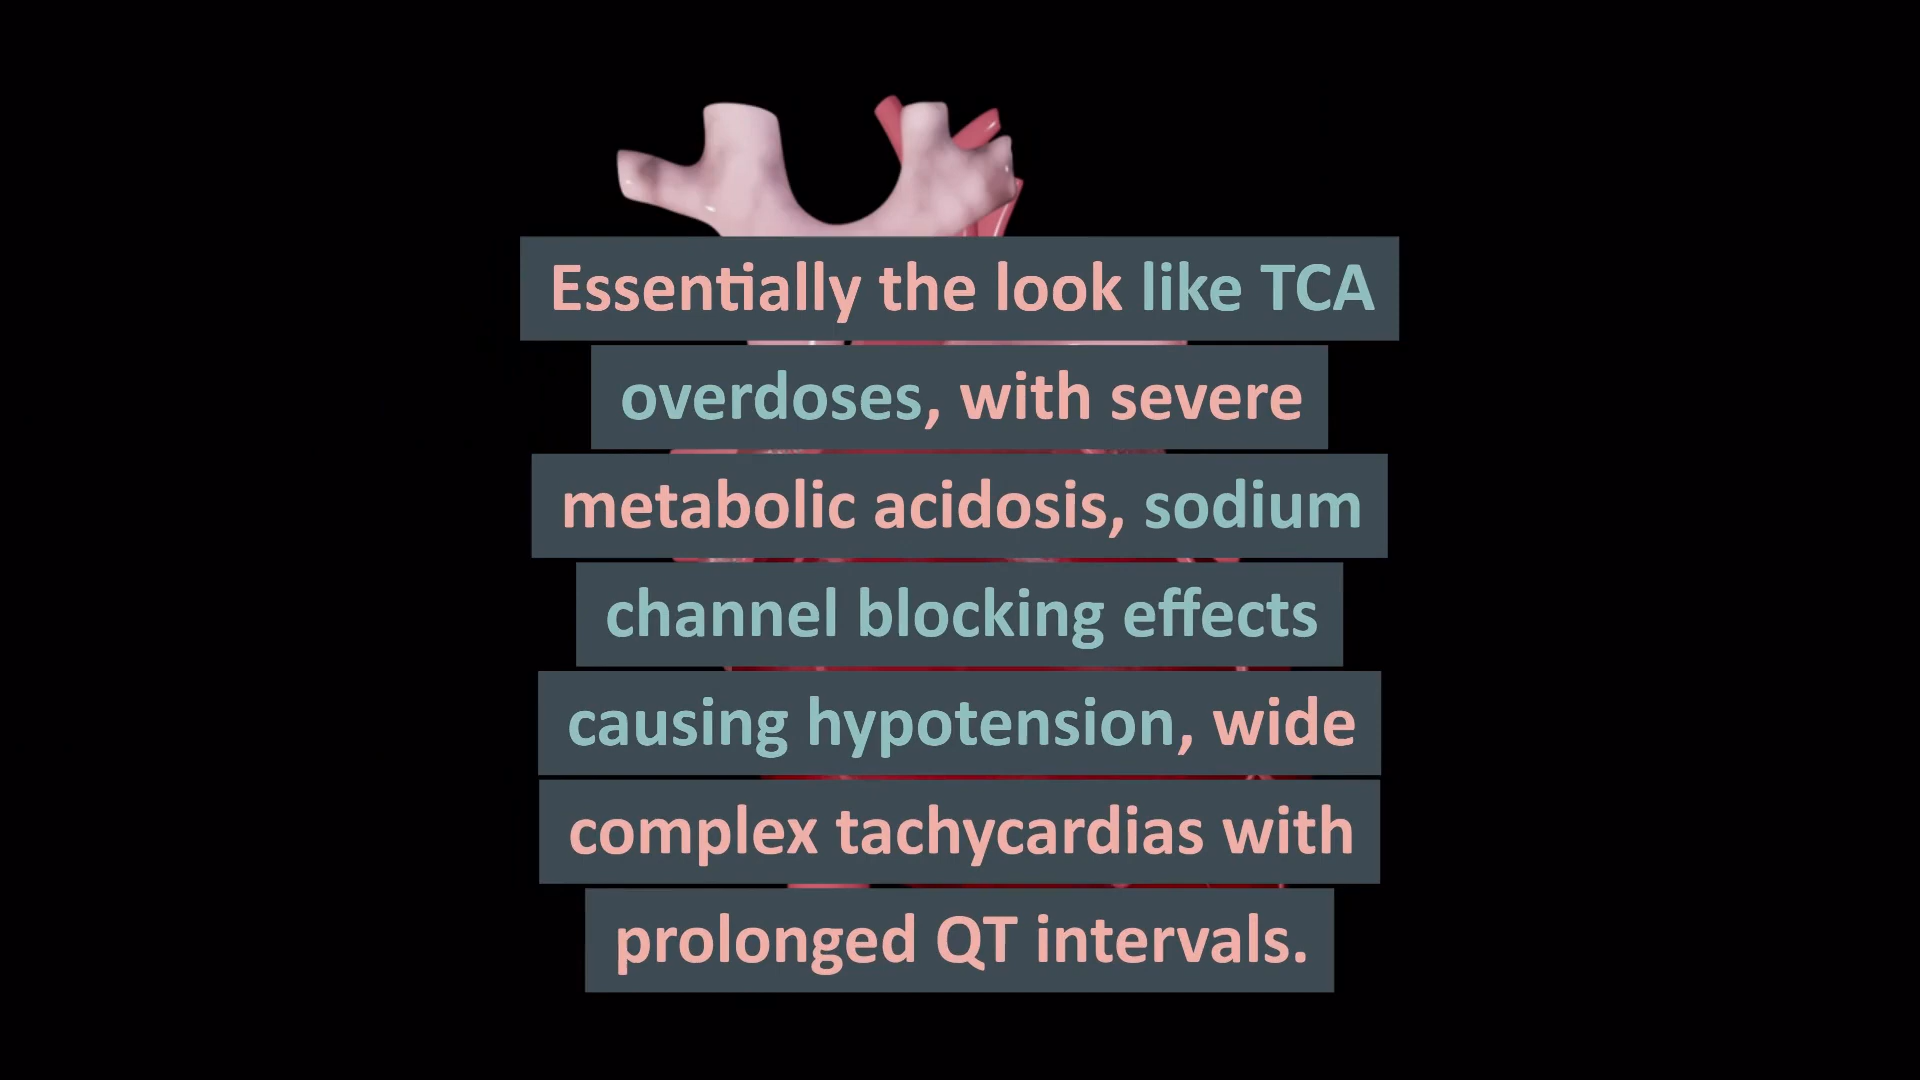 Essentially the look like TCA
overdoses, with severe
metabolic acidosis, sodium
channel blocking effects
causing hypotension, wide
complex tachycardias with
prolonged QT intervals.